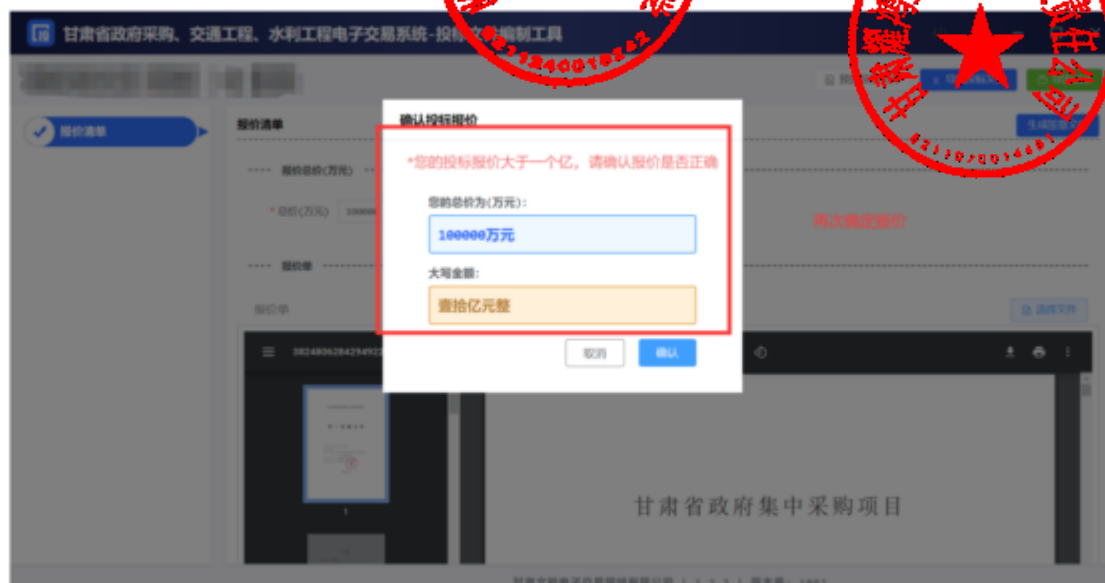 甘肃省政府采购、交通工程、水利工程电子交易系统-投标文件编制工具
报价清单
报价清单
生成签章文件
报价总价(万元)
*总价(万元) 100000
再次确定报价
报价单
报价单
选择文件
确认投标报价
*您的投标报价大于一个亿，请确认报价是否正确
您的总价为(万元)：
100000万元
大写金额：
壹拾亿元整
取消
确认
1
甘肃省政府集中采购项目